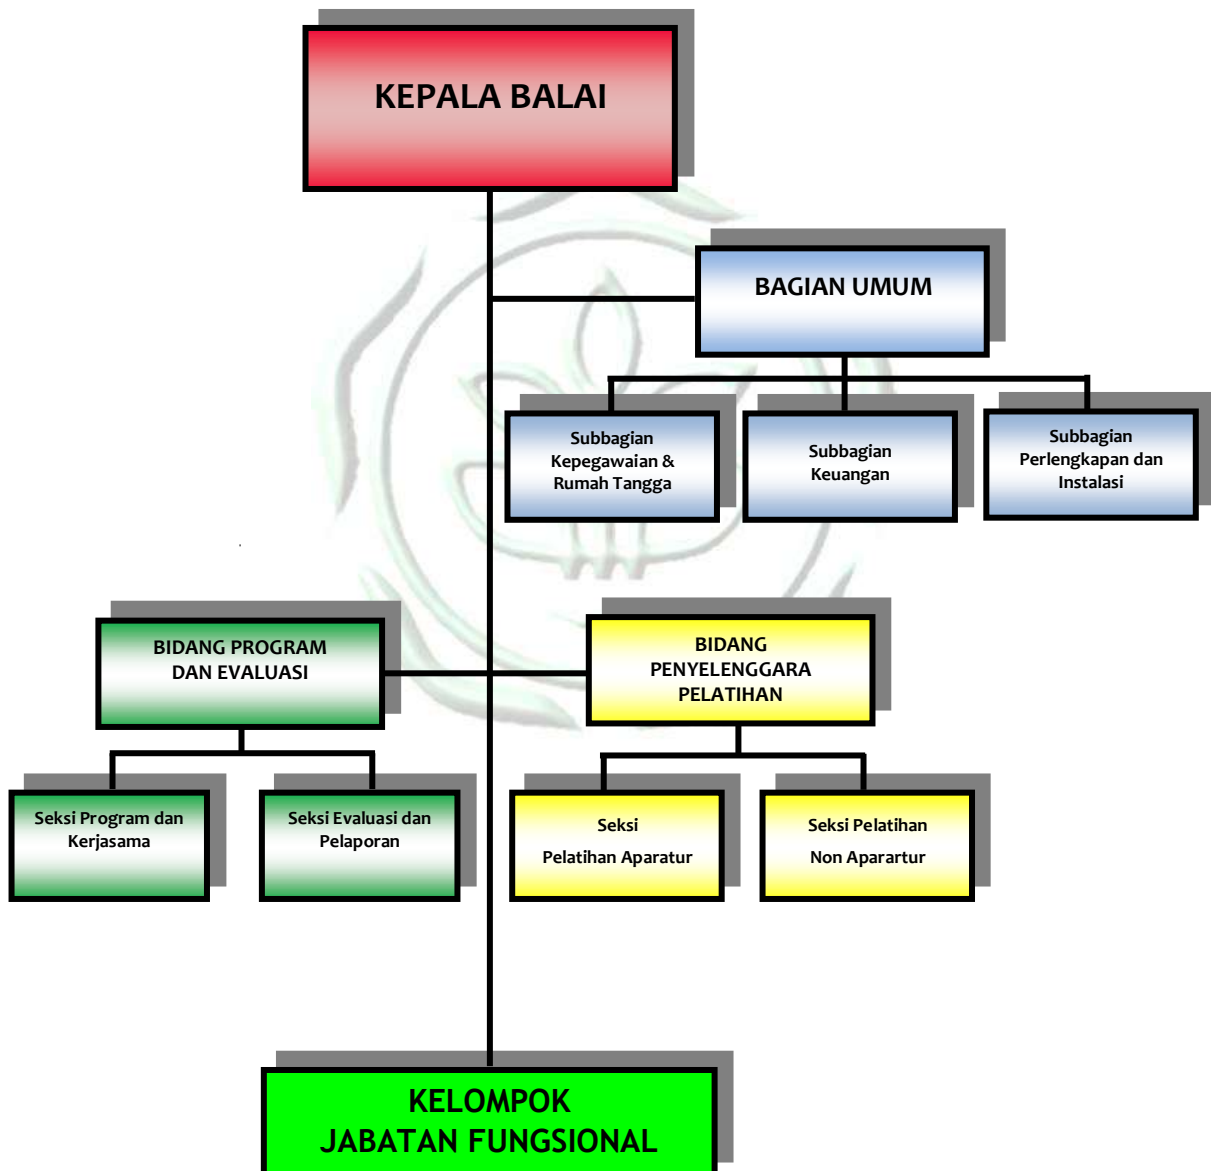 KEPALA BALAI
BAGIAN UMUM
Subbagian
Kepegawaian &
Rumah Tangga
Subbagian
Keuangan
Subbagian
Perlengkapan dan
Instalasi
BIDANG PROGRAM
DAN EVALUASI
BIDANG
PENYELENGGARA
PELATIHAN
Seksi Program dan
Kerjasama
Seksi Evaluasi dan
Pelaporan
Seksi
Pelatihan Aparatur
Seksi Pelatihan
Non Aparartur
KELOMPOK
JABATAN FUNGSIONAL